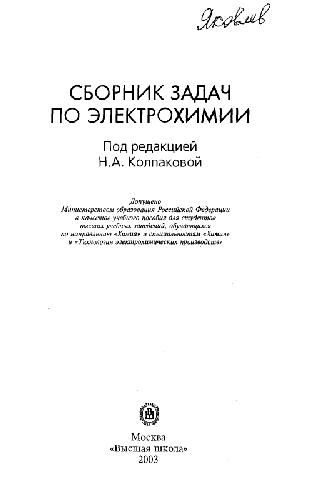 Яковлев
СБОРНИК ЗАДАЧ
ПО ЭЛЕКТРОХИМИИ
Под редакцией
Н.А. Колпаковой
Допущено
Министерством образования Российской Федерации
в качестве учебного пособия для студентов
высших учебных заведений, обучающихся
по направлению «Химия» и специальностям «Химия»
и «Технология электрохимических производств»
Москва
«Высшая школа»
2003